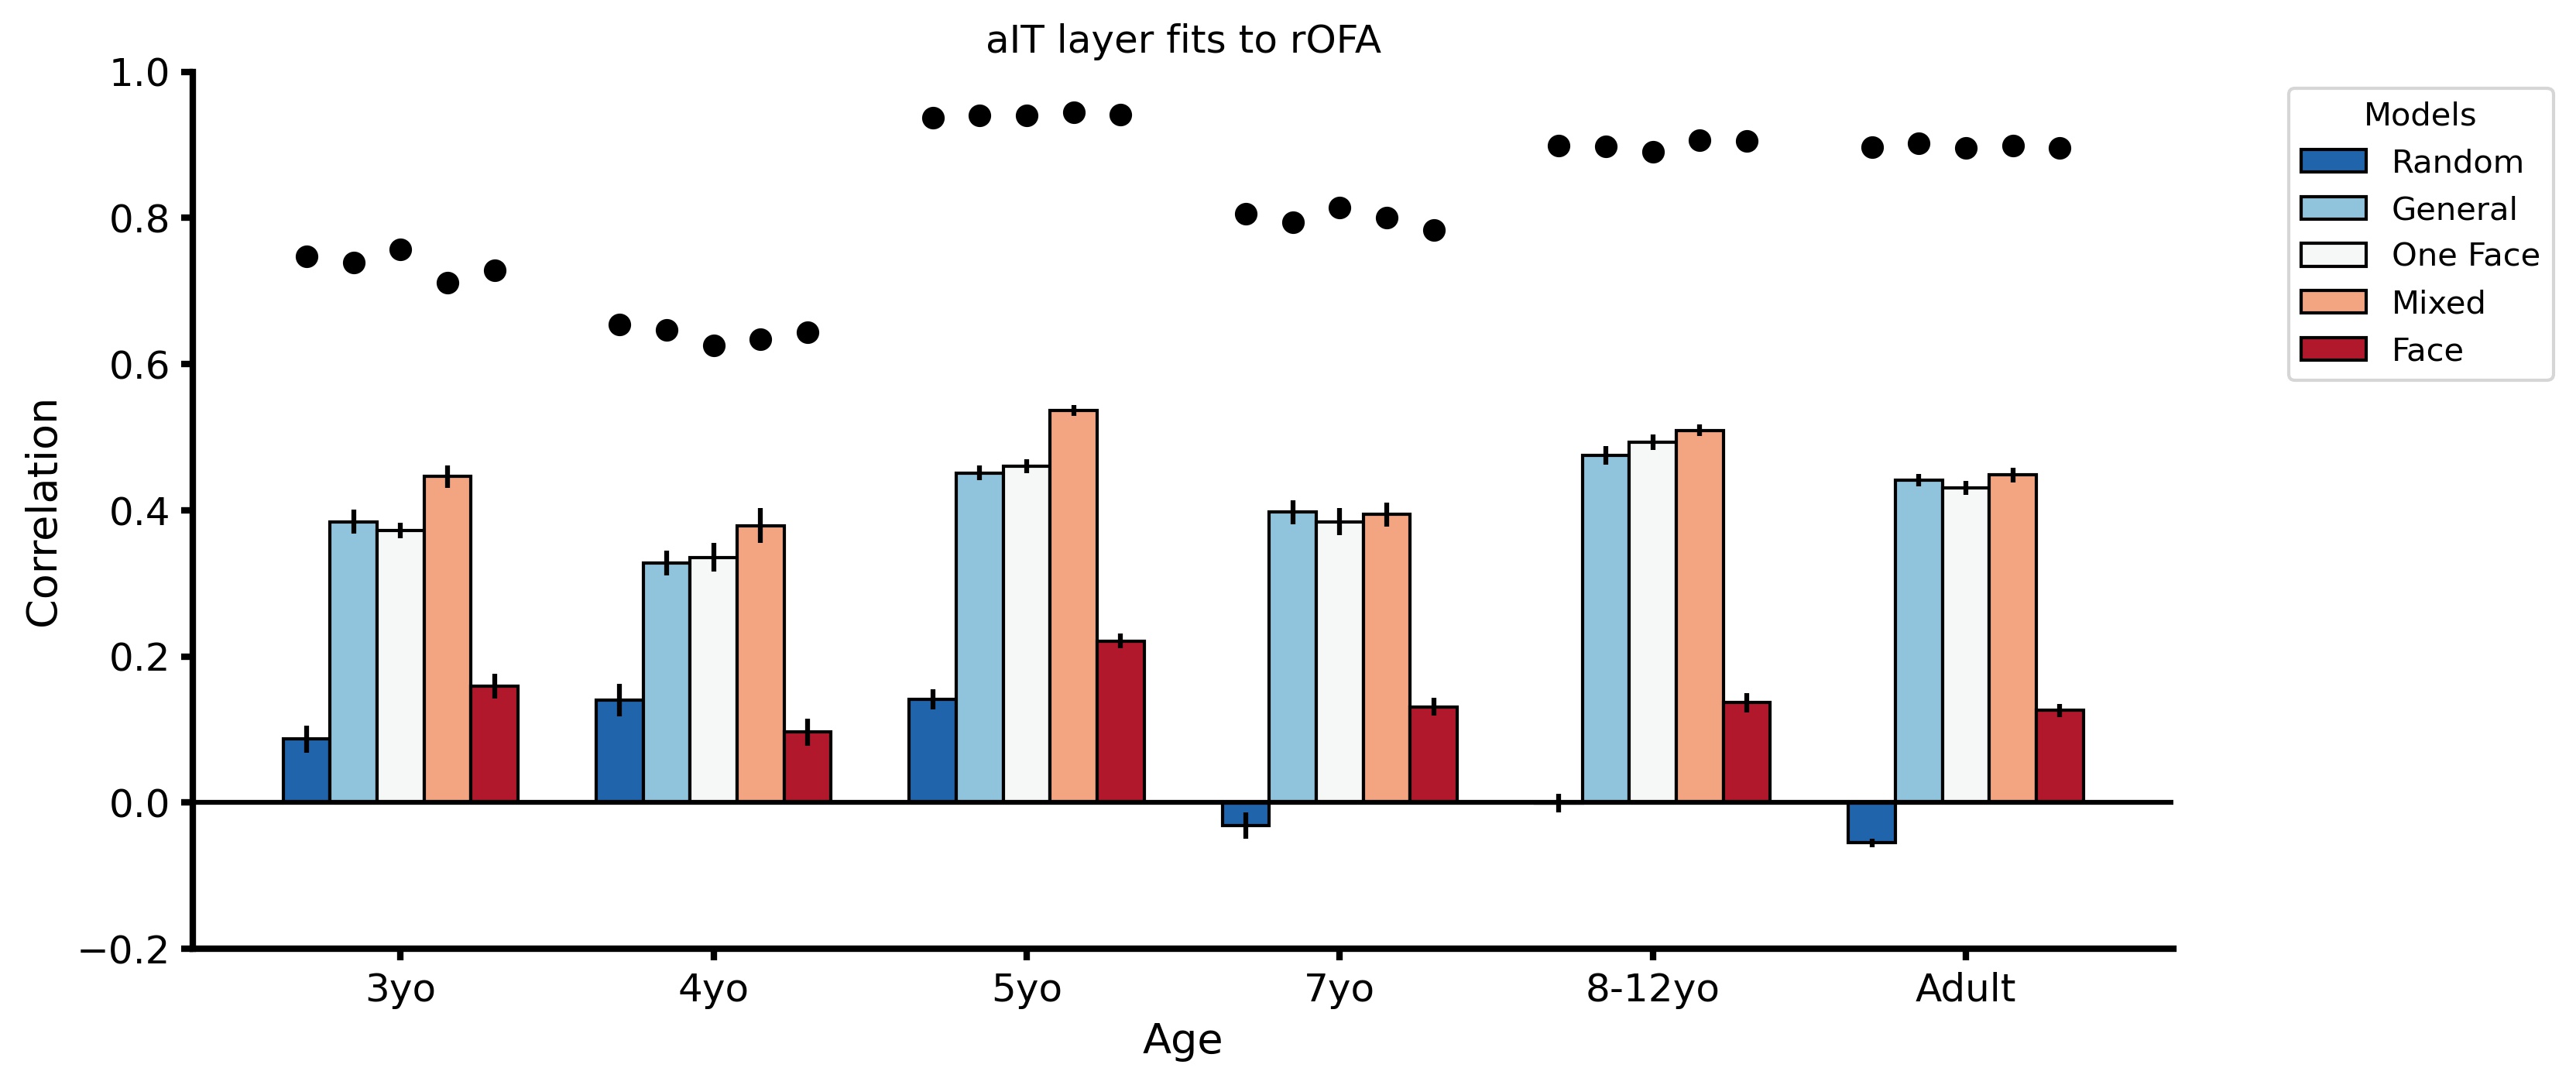 aIT layer fits to rOFA
1.0
0.8
0.6
0.4
0.2
0.0
−0.2
Correlation
3yo
4yo
5yo
7yo
8-12yo
Adult
Age
Models
Random
General
One Face
Mixed
Face